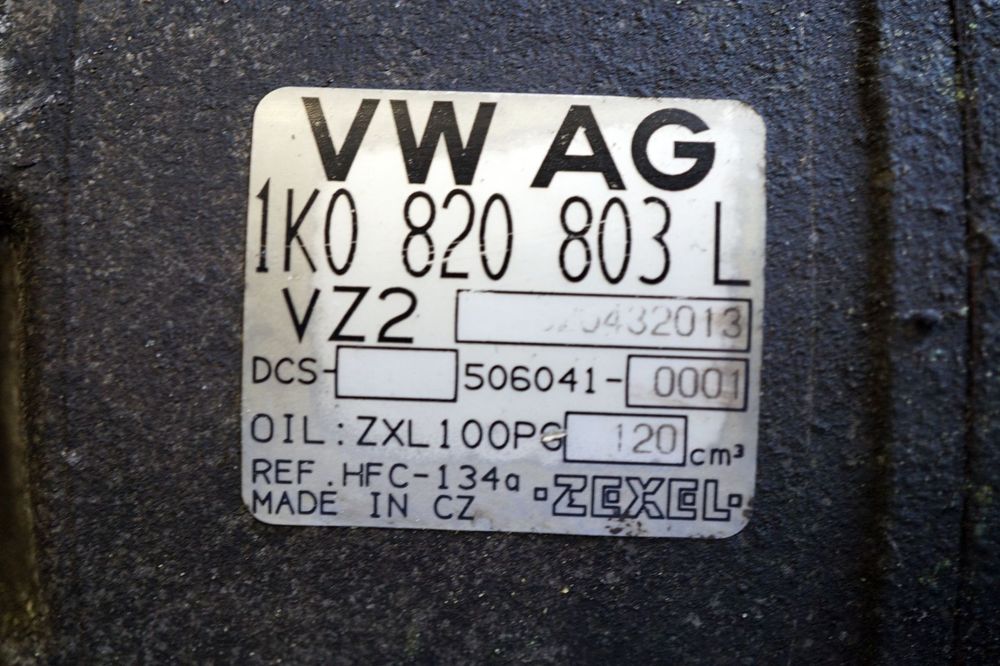 VW AG
1K0 820 803 L
VZ2
DCS- 506041- 0001
OIL: ZXL100PG 120 cm³
REF. HFC-134a ZEXEL
MADE IN CZ